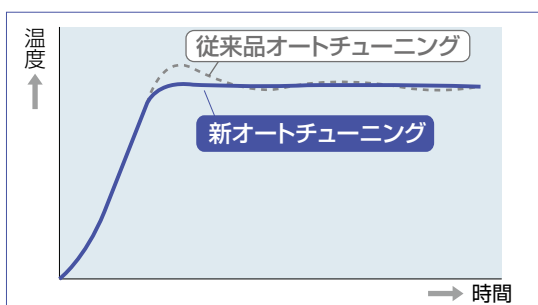 温度
従来品オートチューニング
新オートチューニング
時間